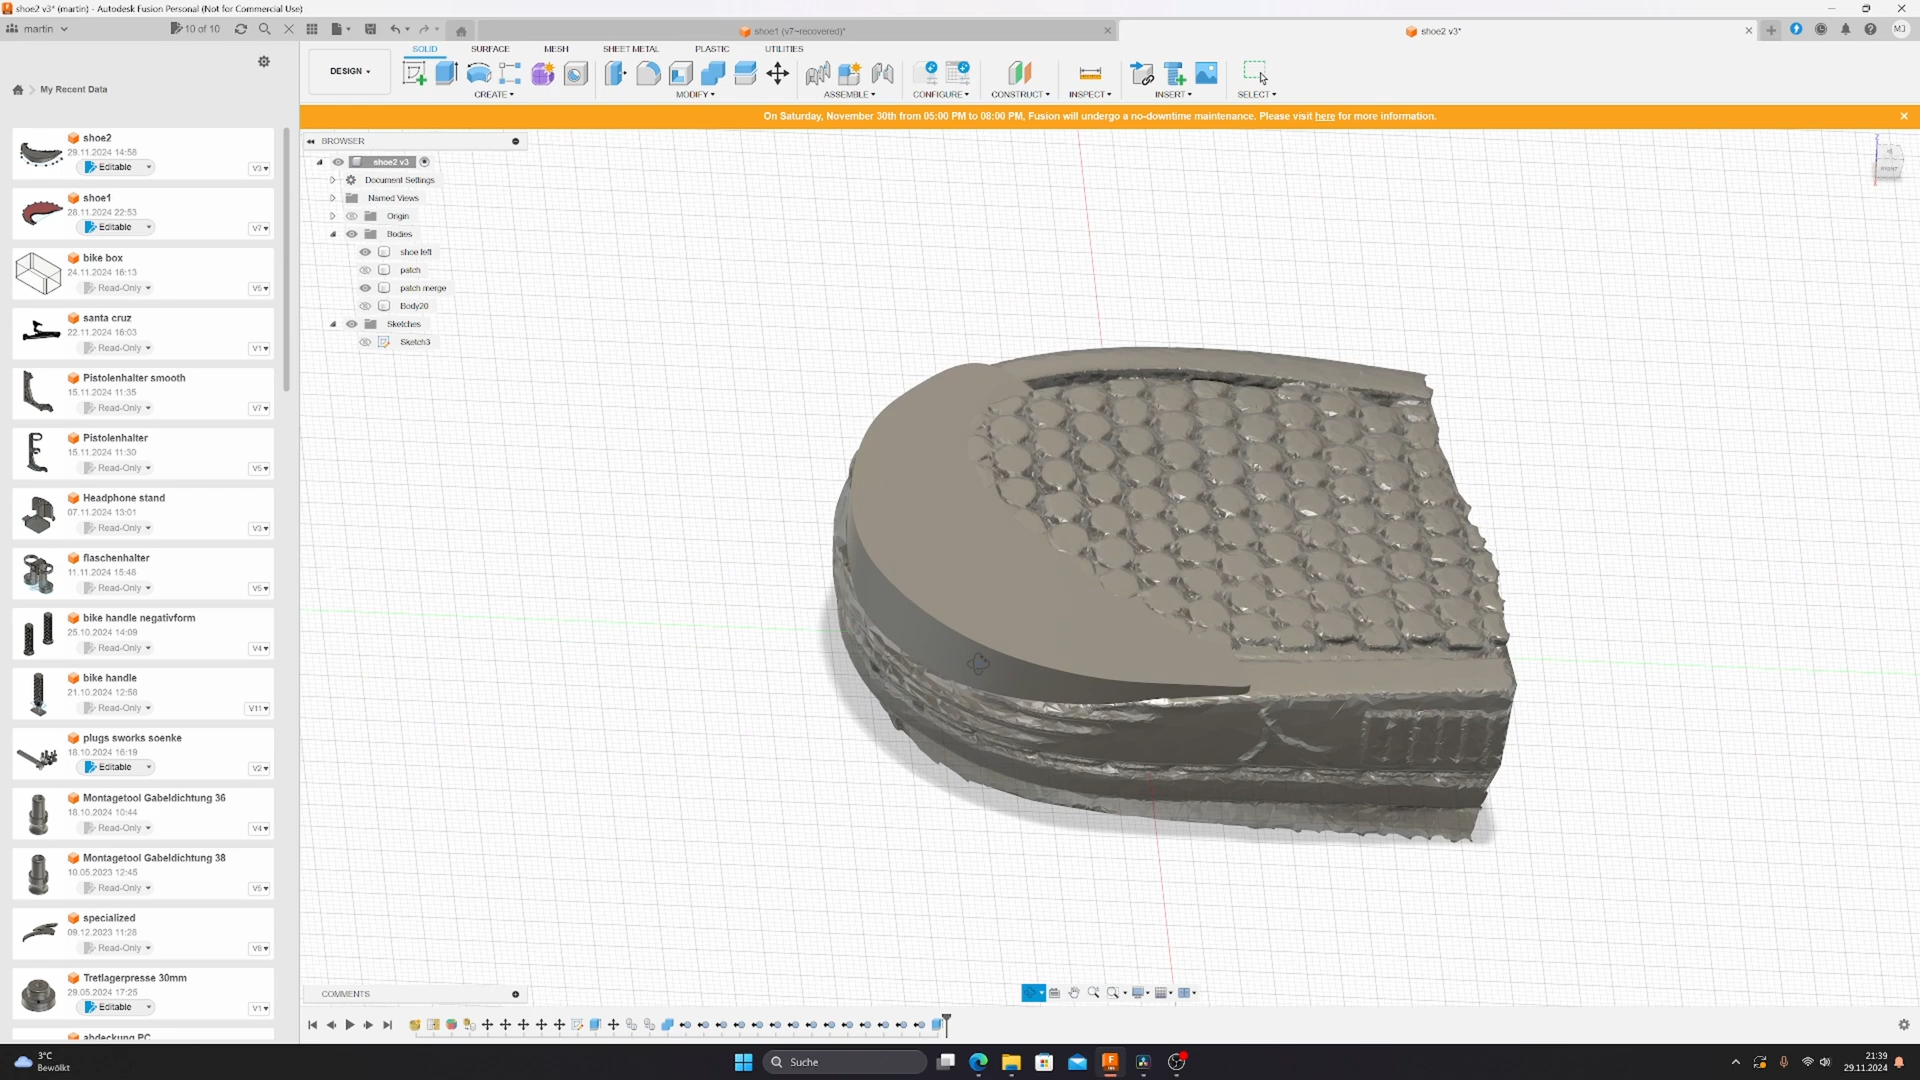 shoe2 v3* (martin) - Autodesk Fusion Personal (Not for Commercial Use)
martin
10 of 10
shoe1 (v7~recovered)*
shoe2 v3*
MJ
SOLID SURFACE MESH SHEET METAL PLASTIC UTILITIES
DESIGN
CREATE MODIFY ASSEMBLE CONFIGURE CONSTRUCT INSPECT INSERT SELECT
My Recent Data
On Saturday, November 30th from 05:00 PM to 08:00 PM, Fusion will undergo a no-downtime maintenance. Please visit here for more information.
shoe2
29.11.2024 14:58
Editable
V3
shoe1
28.11.2024 22:53
Editable
V7
bike box
24.11.2024 16:13
Read-Only
V6
santa cruz
22.11.2024 16:03
Read-Only
V1
Pistolenhalter smooth
15.11.2024 11:35
Read-Only
V7
Pistolenhalter
15.11.2024 11:30
Read-Only
V5
Headphone stand
07.11.2024 13:01
Read-Only
V3
flaschenhalter
11.11.2024 15:48
Read-Only
V5
bike handle negativform
25.10.2024 14:09
Read-Only
V4
bike handle
21.10.2024 12:58
Read-Only
V11
plugs sworks soenke
18.10.2024 16:19
Editable
V2
Montagetool Gabeldichtung 36
18.10.2024 10:44
Read-Only
V4
Montagetool Gabeldichtung 38
10.05.2023 12:45
Read-Only
V5
specialized
09.12.2023 11:28
Read-Only
V8
Tretlagerpresse 30mm
29.05.2024 17:25
Editable
V1
abdeckung PC
BROWSER
shoe2 v3
Document Settings
Named Views
Origin
Bodies
shoe left
patch
patch merge
Body20
Sketches
Sketch3
RIGHT
COMMENTS
3°C
Bewölkt
Suche
21:39
29.11.2024